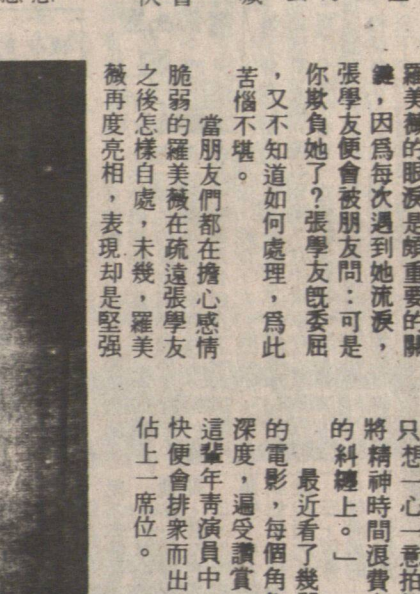 羅美薇的眼淚是頗重要的關
鍵，因爲每次遇到她流淚，
張學友便會被朋友問：可是
你欺負她了？張學友旣委屈
，又不知道如何處理，爲此
苦惱不堪。
當朋友們都在擔心感情
脆弱的羅美薇在疏遠張學友
之後怎樣自處，未幾，羅美
薇再度亮相，表現却是堅强
只想一心一意拍
將精神時間浪費
的糾纏上。」
最近看了幾
的電影，每個角
深度，遍受讚賞
這輩年靑演員中
快便會排衆而出
佔上一席位。